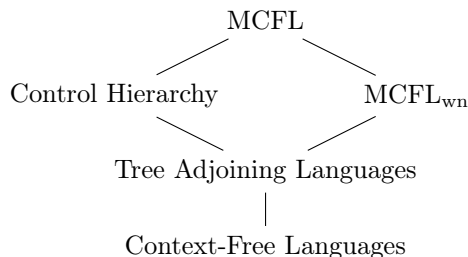 MCFL
Control Hierarchy
MCFLwn
Tree Adjoining Languages
Context-Free Languages